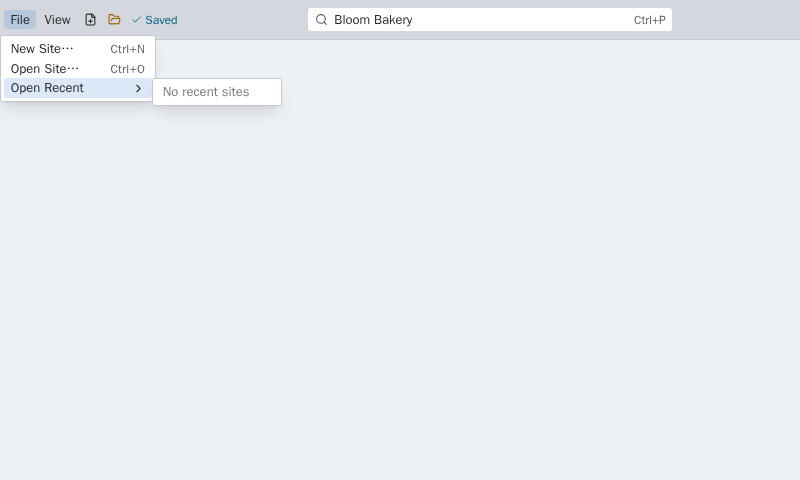 File View Saved Bloom Bakery Ctrl+P
New Site··· Ctrl+N
Open Site··· Ctrl+O
Open Recent
No recent sites